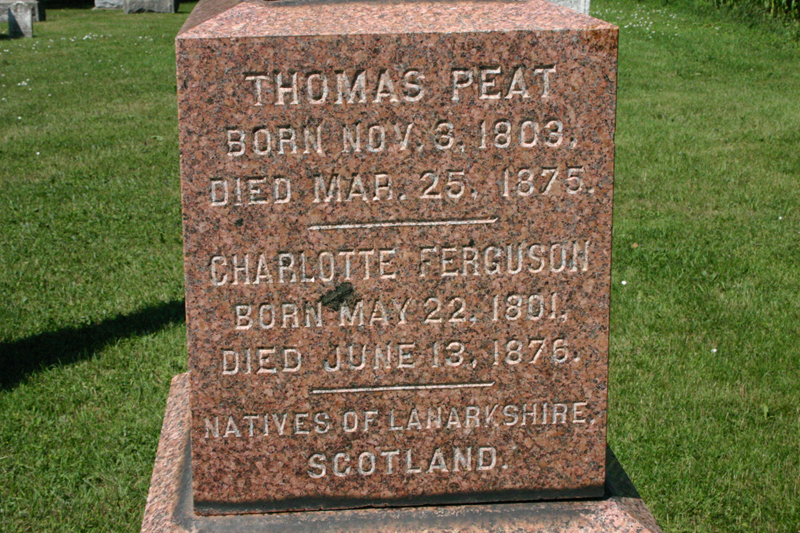 THOMAS PEAT
BORN NOV. 3, 1803,
DIED MAR. 25, 1875.
CHARLOTTE FERGUSON
BORN MAY 22, 1801,
DIED JUNE 13, 1876.
NATIVES OF LANARKSHIRE,
SCOTLAND.